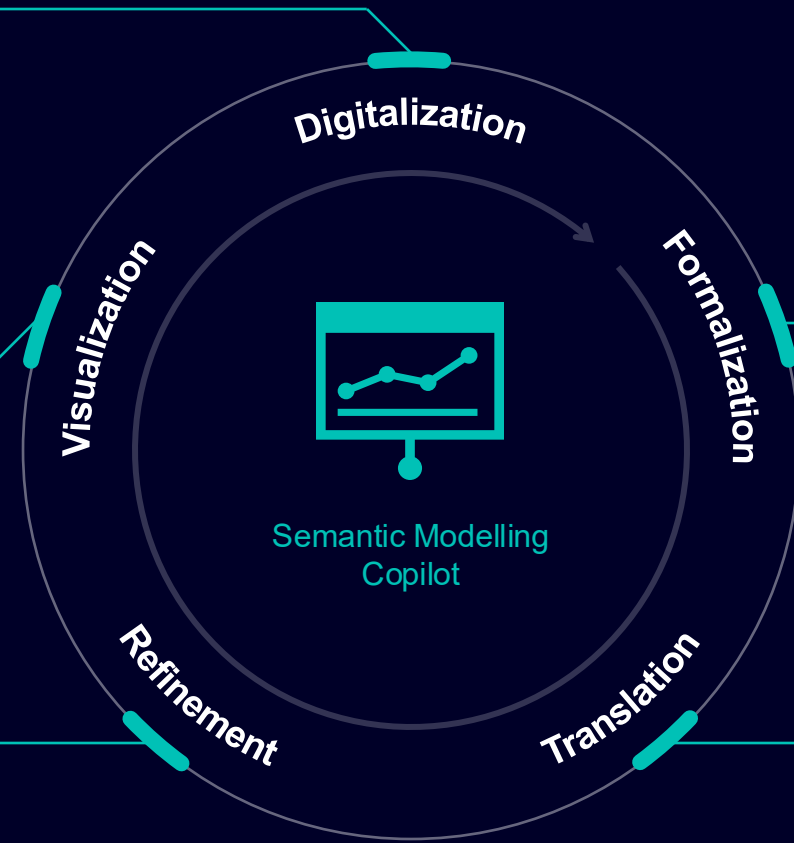 Digitalization
Formalization
Translation
Refinement
Visualization
Semantic Modelling
Copilot